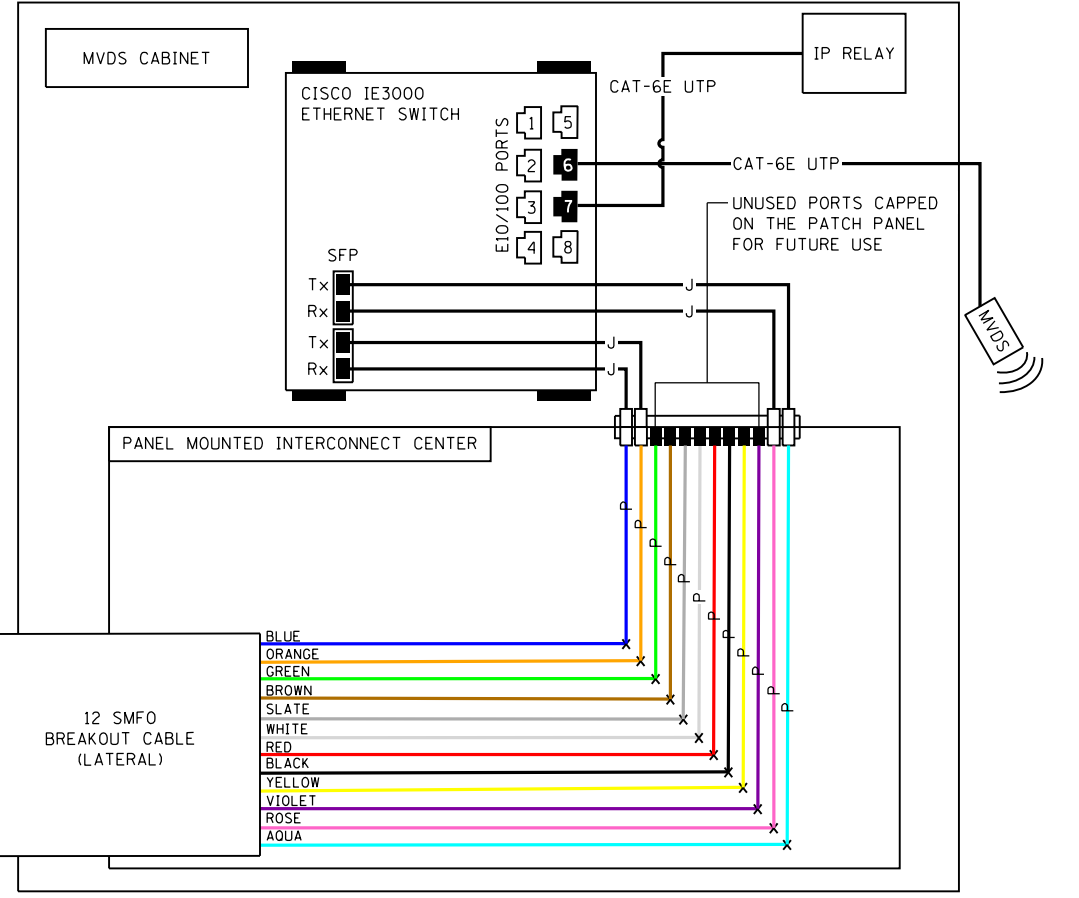 MVDS CABINET
IP RELAY
CISCO IE3000
ETHERNET SWITCH
CAT-6E UTP
E10/100 PORTS
1
5
2
6
3
7
4
8
CAT-6E UTP
UNUSED PORTS CAPPED
ON THE PATCH PANEL
FOR FUTURE USE
SFP
Tx
J
Rx
J
Tx
J
Rx
J
MVDS
PANEL MOUNTED INTERCONNECT CENTER
P
P
P
P
P
P
P
P
P
P
P
P
BLUE
ORANGE
GREEN
BROWN
SLATE
WHITE
RED
BLACK
YELLOW
VIOLET
ROSE
AQUA
12 SMFO
BREAKOUT CABLE
(LATERAL)